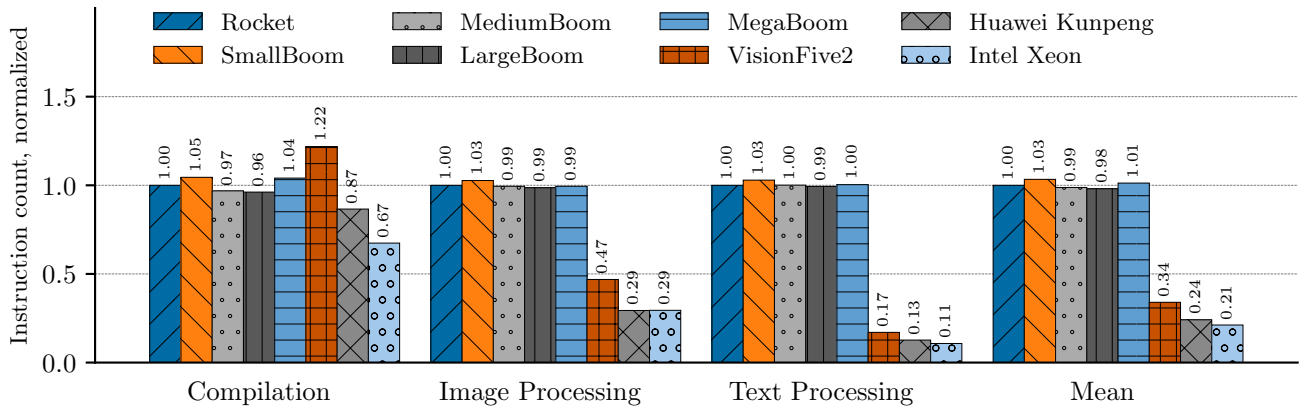 Rocket MediumBoom MegaBoom Huawei Kunpeng
SmallBoom LargeBoom VisionFive2 Intel Xeon
Instruction count, normalized
1.5
1.0
0.5
0.0
1.00 1.05 0.97 0.96 1.04 1.22 0.87 0.67
1.00 1.03 0.99 0.99 0.99 0.47 0.29 0.29
1.00 1.03 1.00 0.99 1.00 0.17 0.13 0.11
1.00 1.03 0.99 0.98 1.01 0.34 0.24 0.21
Compilation Image Processing Text Processing Mean